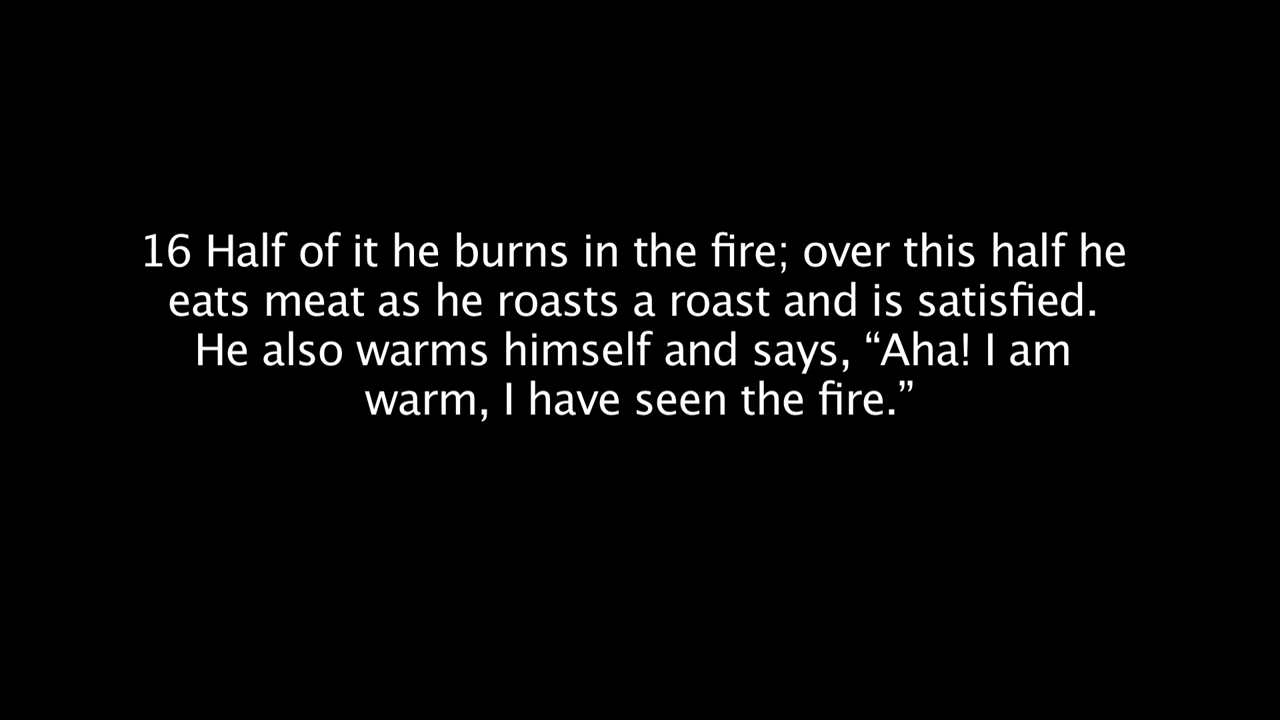 16 Half of it he burns in the fire; over this half he
eats meat as he roasts a roast and is satisfied.
He also warms himself and says, “Aha! I am
warm, I have seen the fire.”